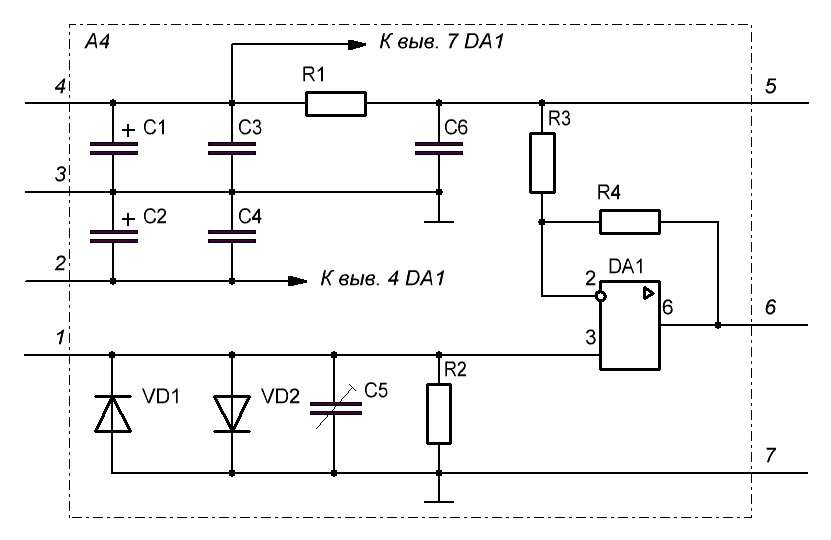 A4
К выв. 7 DA1
4
R1
5
+ C1
C3
C6
R3
3
R4
+ C2
C4
2
К выв. 4 DA1
2
DA1
6
6
1
3
VD1
VD2
C5
R2
7